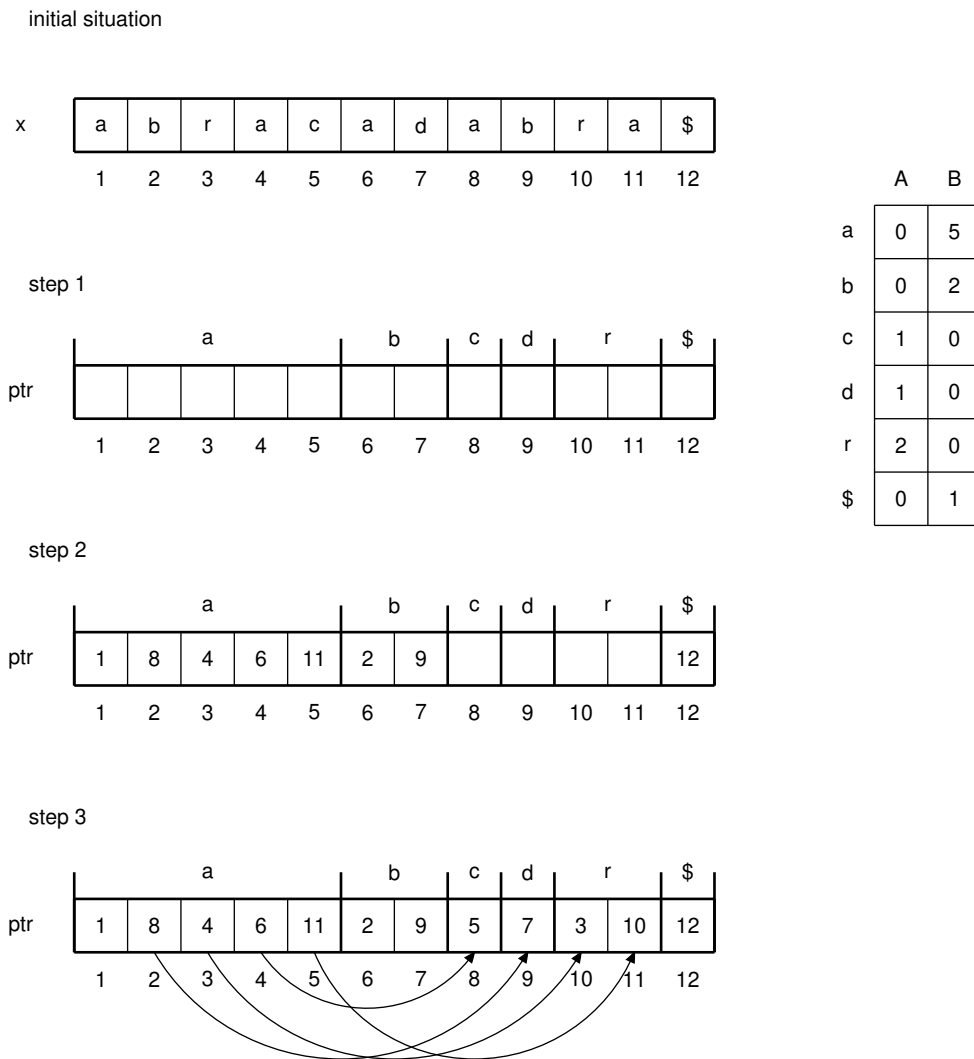 initial situation
x a b r a c a d a b r a $
1 2 3 4 5 6 7 8 9 10 11 12
A B
a 0 5
b 0 2
c 1 0
d 1 0
r 2 0
$ 0 1
step 1
a b c d r $
ptr
1 2 3 4 5 6 7 8 9 10 11 12
step 2
a b c d r $
ptr 1 8 4 6 11 2 9 12
1 2 3 4 5 6 7 8 9 10 11 12
step 3
a b c d r $
ptr 1 8 4 6 11 2 9 5 7 3 10 12
1 2 3 4 5 6 7 8 9 10 11 12